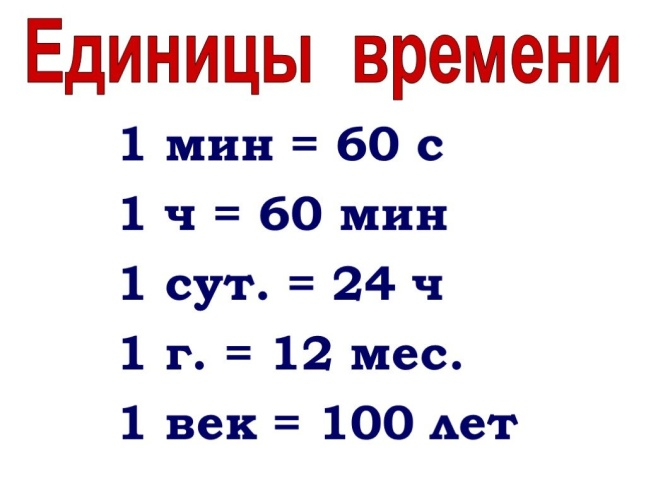 Единицы времени
1 мин = 60 с
1 ч = 60 мин
1 сут. = 24 ч
1 г. = 12 мес.
1 век = 100 лет